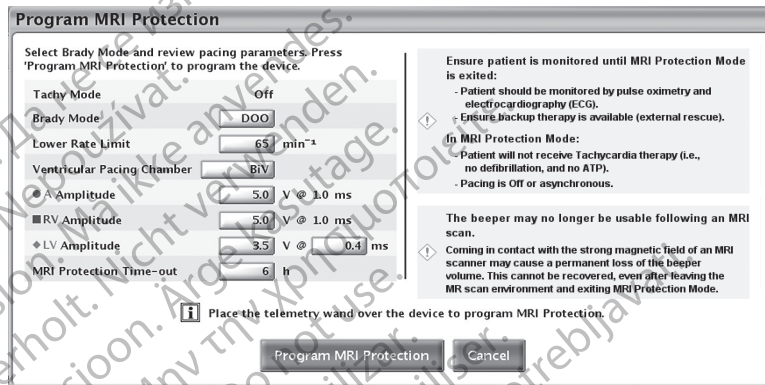 Program MRI Protection
Select Brady Mode and review pacing parameters. Press
'Program MRI Protection' to program the device.
Tachy Mode Off
Brady Mode DOO
Lower Rate Limit 65 min⁻¹
Ventricular Pacing Chamber BiV
A Amplitude 5.0 V @ 1.0 ms
RV Amplitude 5.0 V @ 1.0 ms
LV Amplitude 3.5 V @ 0.4 ms
MRI Protection Time-out 6 h
Ensure patient is monitored until MRI Protection Mode
is exited:
- Patient should be monitored by pulse oximetry and
electrocardiography (ECG).
- Ensure backup therapy is available (external rescue).
In MRI Protection Mode:
- Patient will not receive Tachycardia therapy (i.e.,
no defibrillation, and no ATP).
- Pacing is Off or asynchronous.
The beeper may no longer be usable following an MRI
scan.
Coming in contact with the strong magnetic field of an MRI
scanner may cause a permanent loss of the beeper
volume. This cannot be recovered, even after leaving the
MR scan environment and exiting MRI Protection Mode.
Place the telemetry wand over the device to program MRI Protection.
Program MRI Protection Cancel
Nicht verwenden.